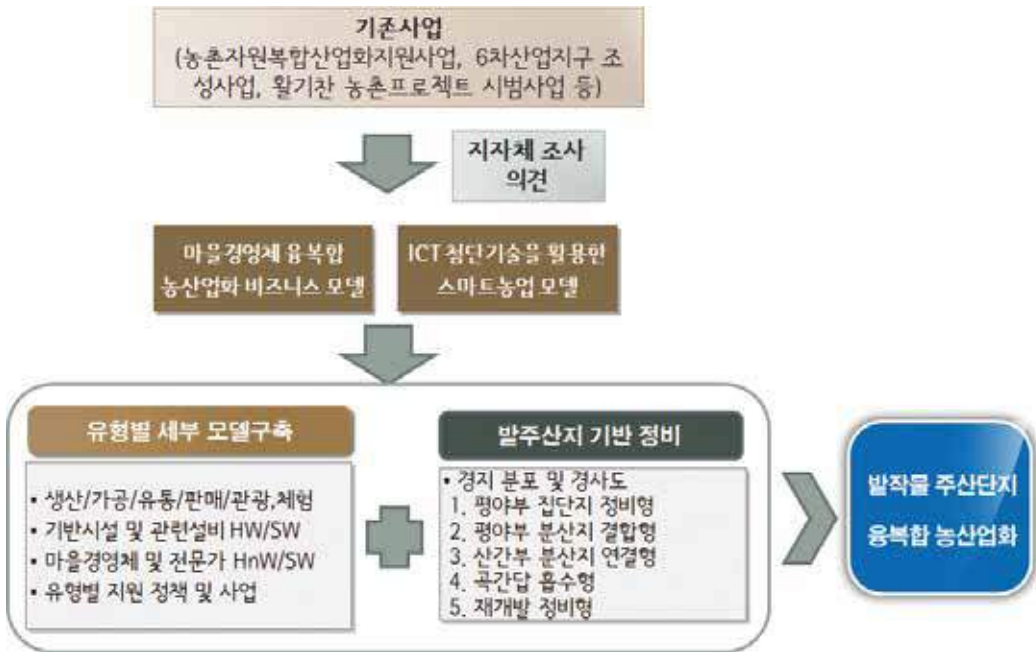 기존사업
(농촌자원복합산업화지원사업, 6차산업지구 조
성사업, 활기찬 농촌프로젝트 시범사업 등)
지자체 조사
의견
마을경영체 융복합
농산업화 비즈니스 모델
ICT 첨단기술을 활용한
스마트농업 모델
유형별 세부 모델구축
• 생산/가공/유통/판매/관광,체험
• 기반시설 및 관련설비 HW/SW
• 마을경영체 및 전문가 HnW/SW
• 유형별 지원 정책 및 사업
발주산지 기반 정비
• 경지 분포 및 경사도
1. 평야부 집단지 정비형
2. 평야부 분산지 결합형
3. 산간부 분산지 연결형
4. 곡간답 흡수형
5. 재개발 정비형
발작물 주산단지
융복합 농산업화